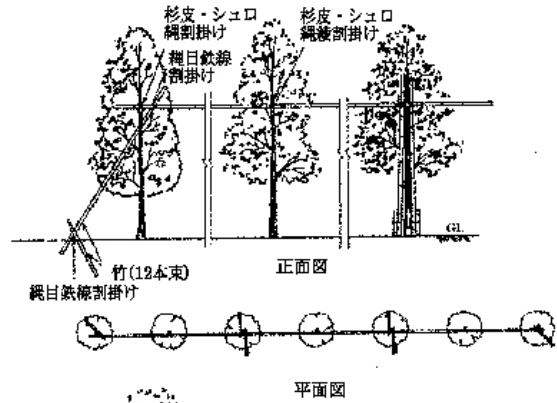 杉皮・シュロ
縄割掛け
縄目鉄線
割掛け
杉皮・シュロ
縄綾割掛け
GL
竹(12本束)
縄目鉄線割掛け
正面図
平面図